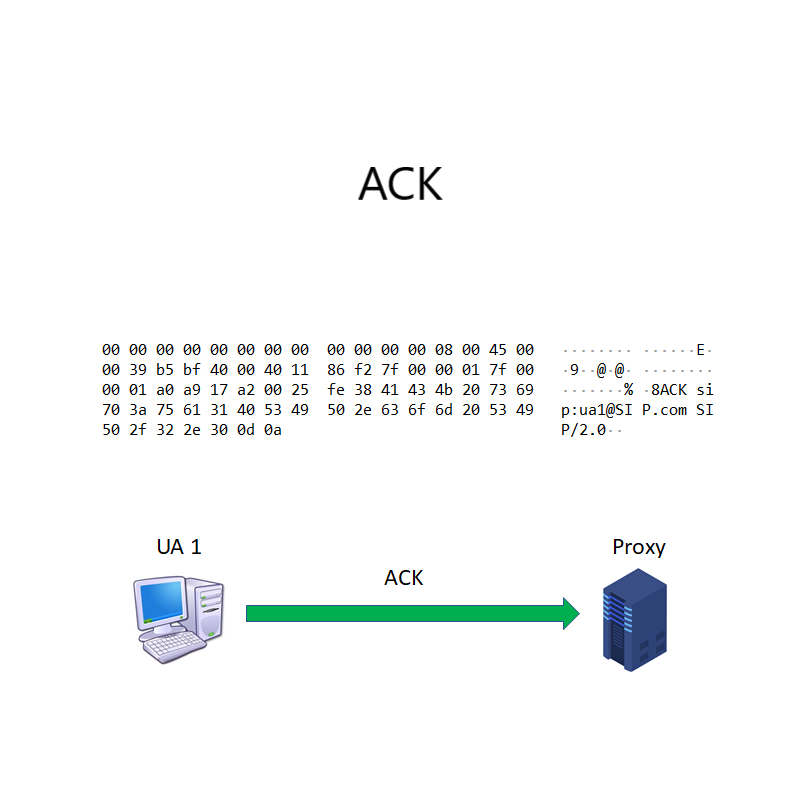 ACK
00 00 00 00 00 00 00 00  00 00 00 00 08 00 45 00   ········ ······E·
00 39 b5 bf 40 00 40 11  86 f2 7f 00 00 01 7f 00   ·9··@·@· ········
00 01 a0 a9 17 a2 00 25  fe 38 41 43 4b 20 73 69   ·······% ·8ACK si
70 3a 75 61 31 40 53 49  50 2e 63 6f 6d 20 53 49   p:ua1@SI P.com SI
50 2f 32 2e 30 0d 0a   P/2.0··
UA 1
Proxy
ACK